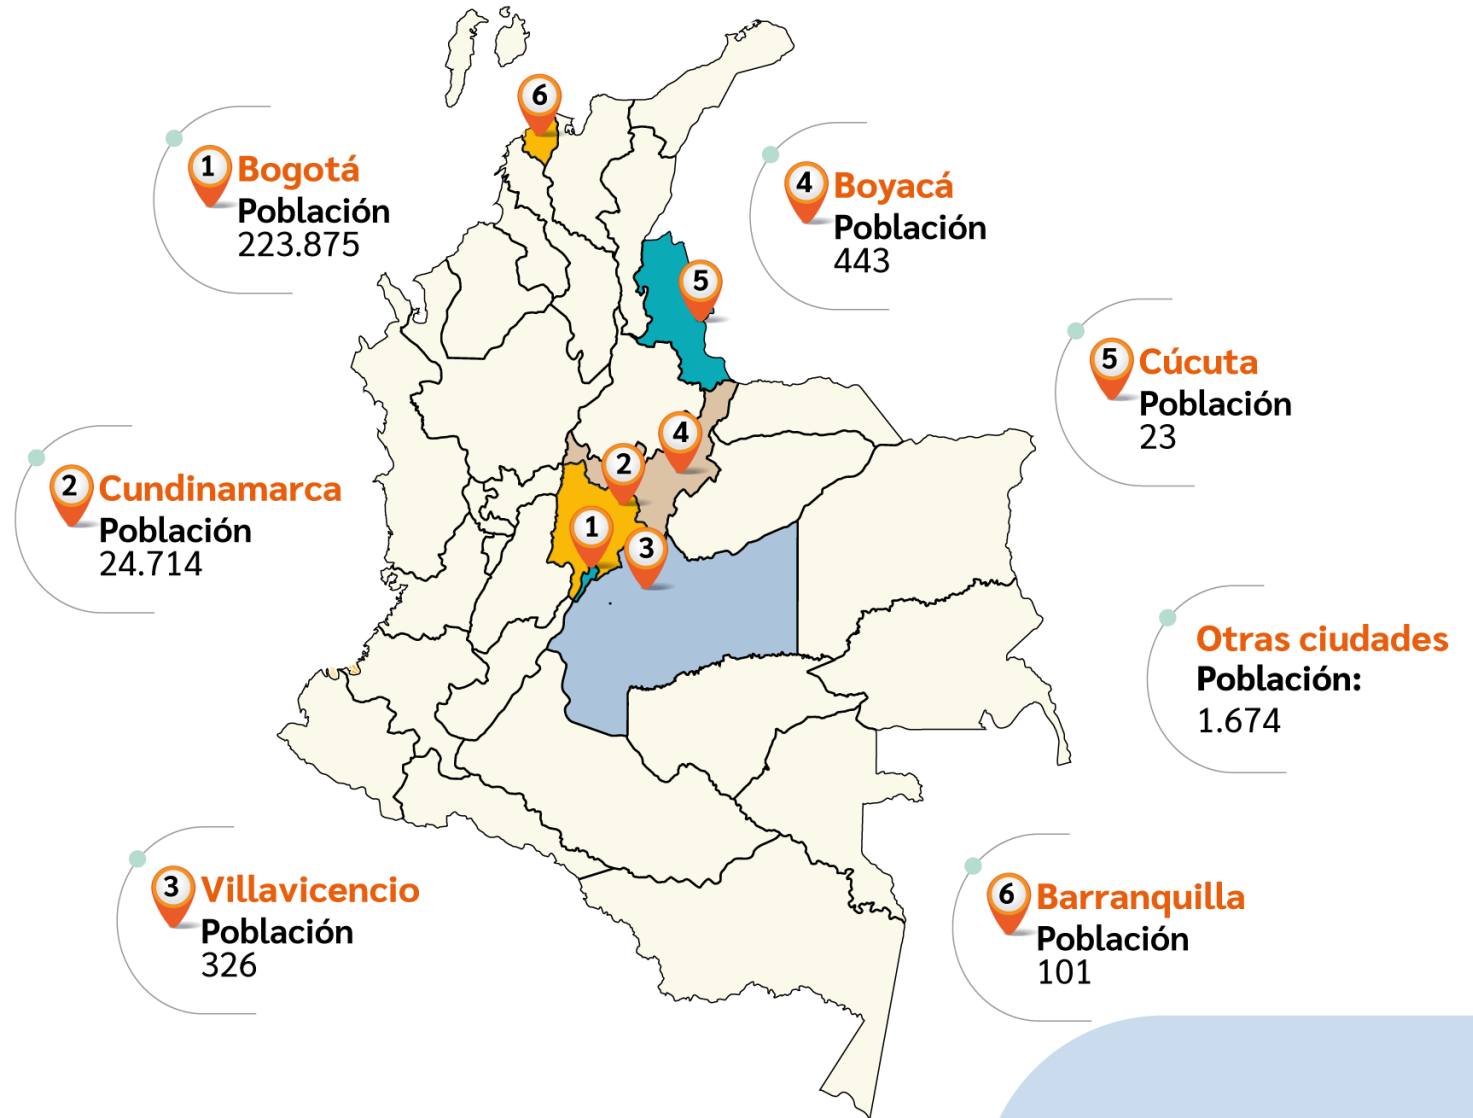 6
1 Bogotá
Población
223.875
4 Boyacá
Población
443
5
5 Cúcuta
Población
23
4
2
1
3
2 Cundinamarca
Población
24.714
Otras ciudades
Población:
1.674
3 Villavicencio
Población
326
6 Barranquilla
Población
101